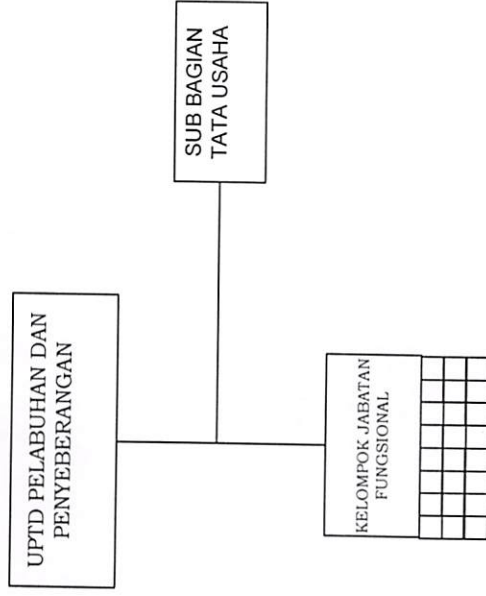 UPTD PELABUHAN DAN
PENYEBERANGAN
SUB BAGIAN
TATA USAHA
KELOMPOK JABATAN
FUNGSIONAL